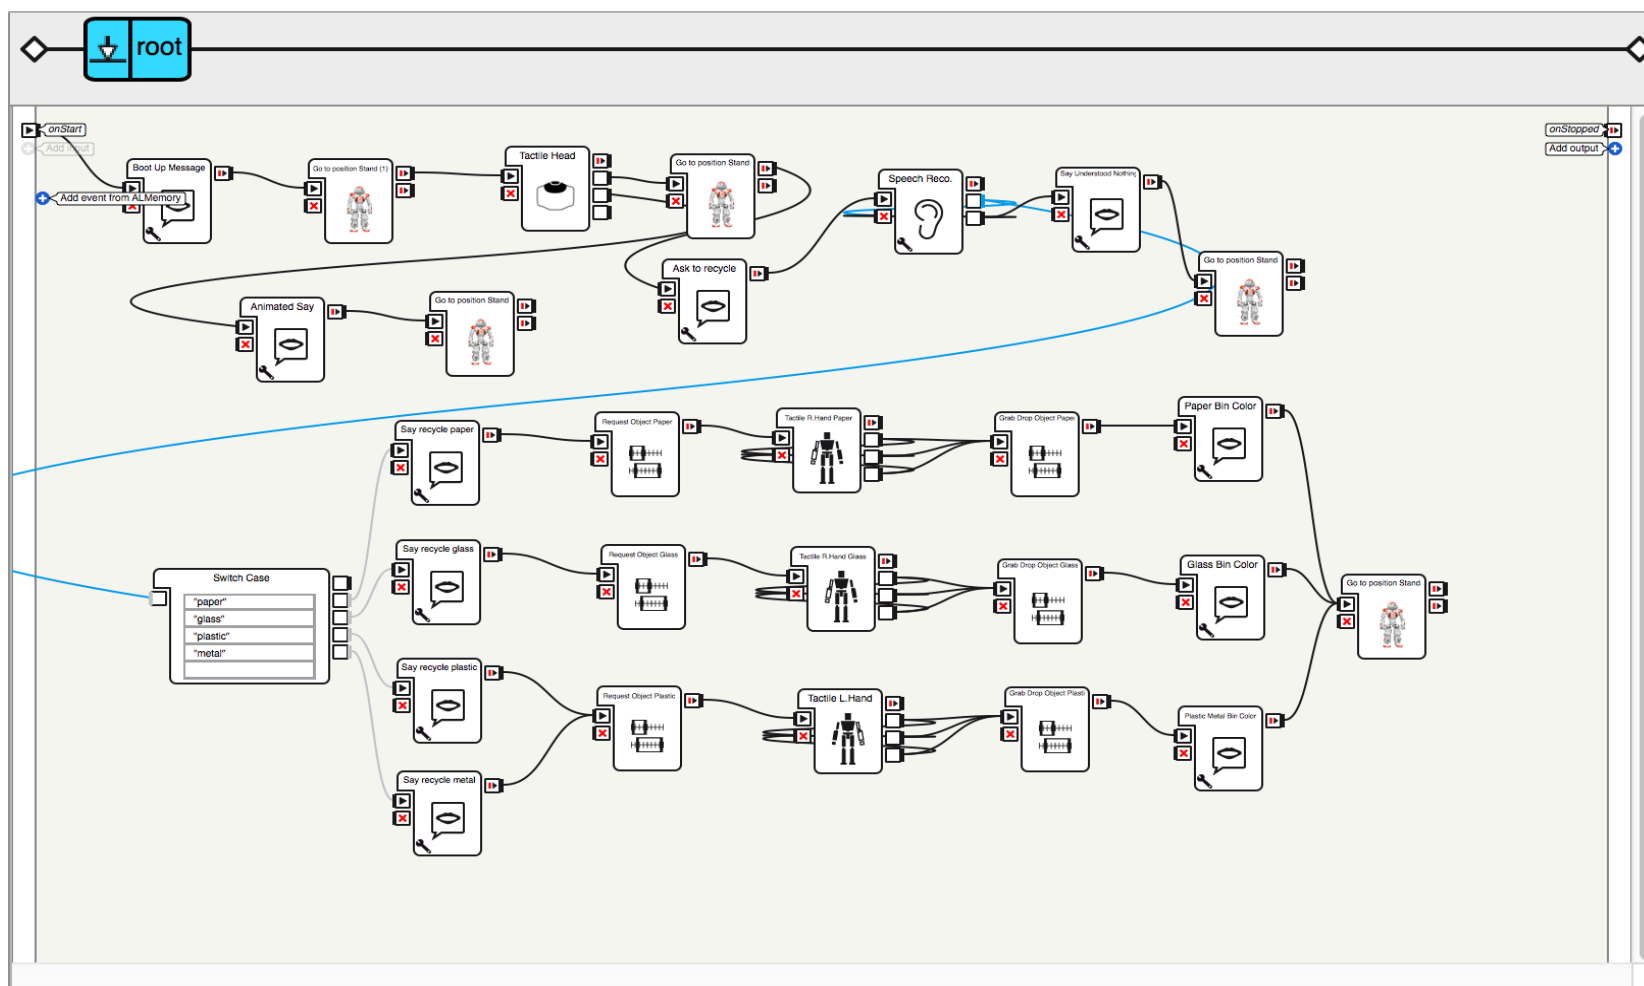 root
onStart
Add input
onStopped
Add output
Boot Up Message
Add event from ALMemory
Go to position Stand (1)
Tactile Head
Go to position Stand
Speech Reco.
Say Understood Nothing
Go to position Stand
Ask to recycle
Animated Say
Go to position Stand
Say recycle paper
Request Object Paper
Tactile R.Hand Paper
Grab Drop Object Paper
Paper Bin Color
Say recycle glass
Request Object Glass
Tactile R.Hand Glass
Grab Drop Object Glass
Glass Bin Color
Go to position Stand
Switch Case
"paper"
"glass"
"plastic"
"metal"
Say recycle plastic
Request Object Plastic
Tactile L.Hand
Grab Drop Object Plasti
Plastic Metal Bin Color
Say recycle metal